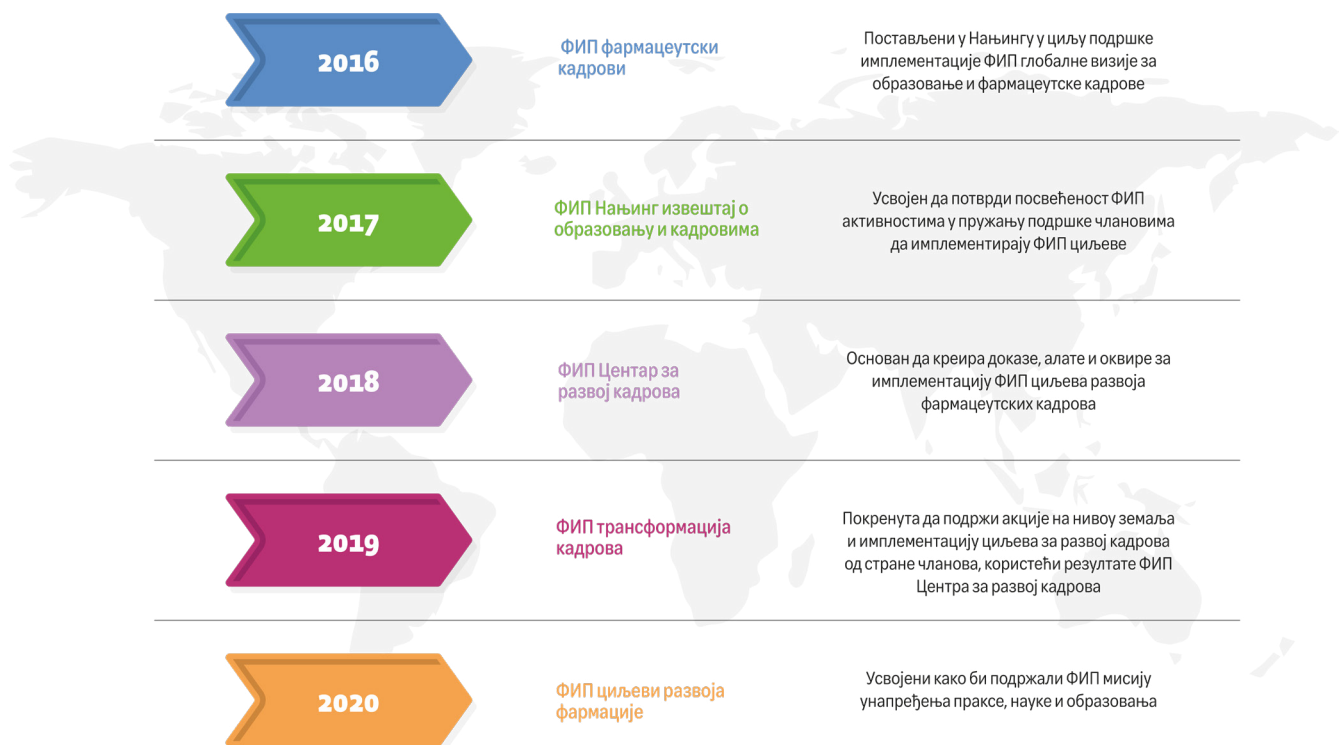 2016
ФИП фармацеутски
кадрови
Постављени у Нањингу у циљу подршке
имплементације ФИП глобалне визије за
образовање и фармацеутске кадрове
2017
ФИП Нањинг извештај о
образовању и кадровима
Усвојен да потврди посвећеност ФИП
активностима у пружању подршке члановима
да имплементирају ФИП циљеве
2018
ФИП Центар за
развој кадрова
Основан да креира доказе, алате и оквире за
имплементацију ФИП циљева развоја
фармацеутских кадрова
2019
ФИП трансформација
кадрова
Покренута да подржи акције на нивоу земаља
и имплементацију циљева за развој кадрова
од стране чланова, користећи резултате ФИП
Центра за развој кадрова
2020
ФИП циљеви развоја
фармације
Усвојени како би подржали ФИП мисију
унапређења праксе, науке и образовања